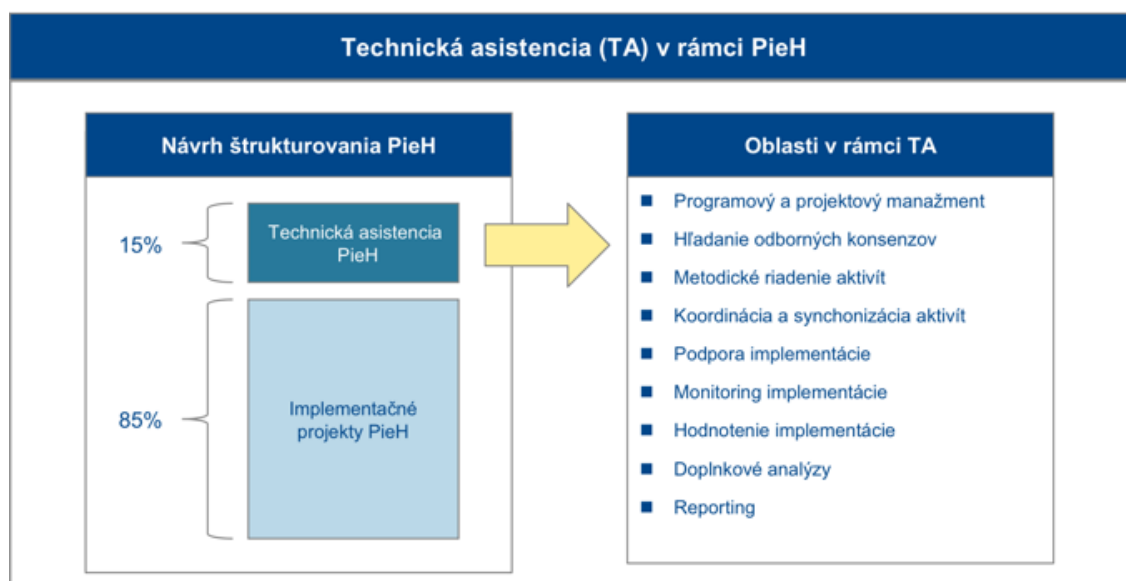 Technická asistencia (TA) v rámci PieH
Návrh štrukturovania PieH
15%
Technická asistencia
PieH
85%
Implementačné
projekty PieH
Oblasti v rámci TA
Programový a projektový manažment
Hľadanie odborných konsenzov
Metodické riadenie aktivít
Koordinácia a synchonizácia aktivít
Podpora implementácie
Monitoring implementácie
Hodnotenie implementácie
Doplnkové analýzy
Reporting